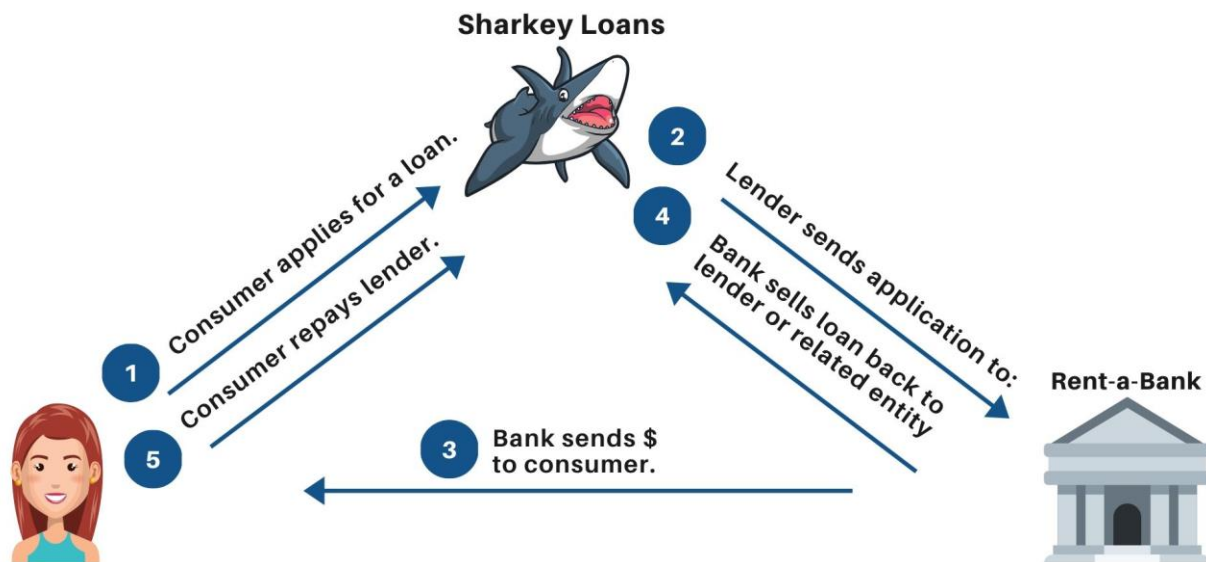 Sharkey Loans
1
Consumer applies for a loan.
2
Lender sends application to:
Rent-a-Bank
3
Bank sends $
to consumer.
4
Bank sells loan back to
lender or related entity
5
Consumer repays lender.